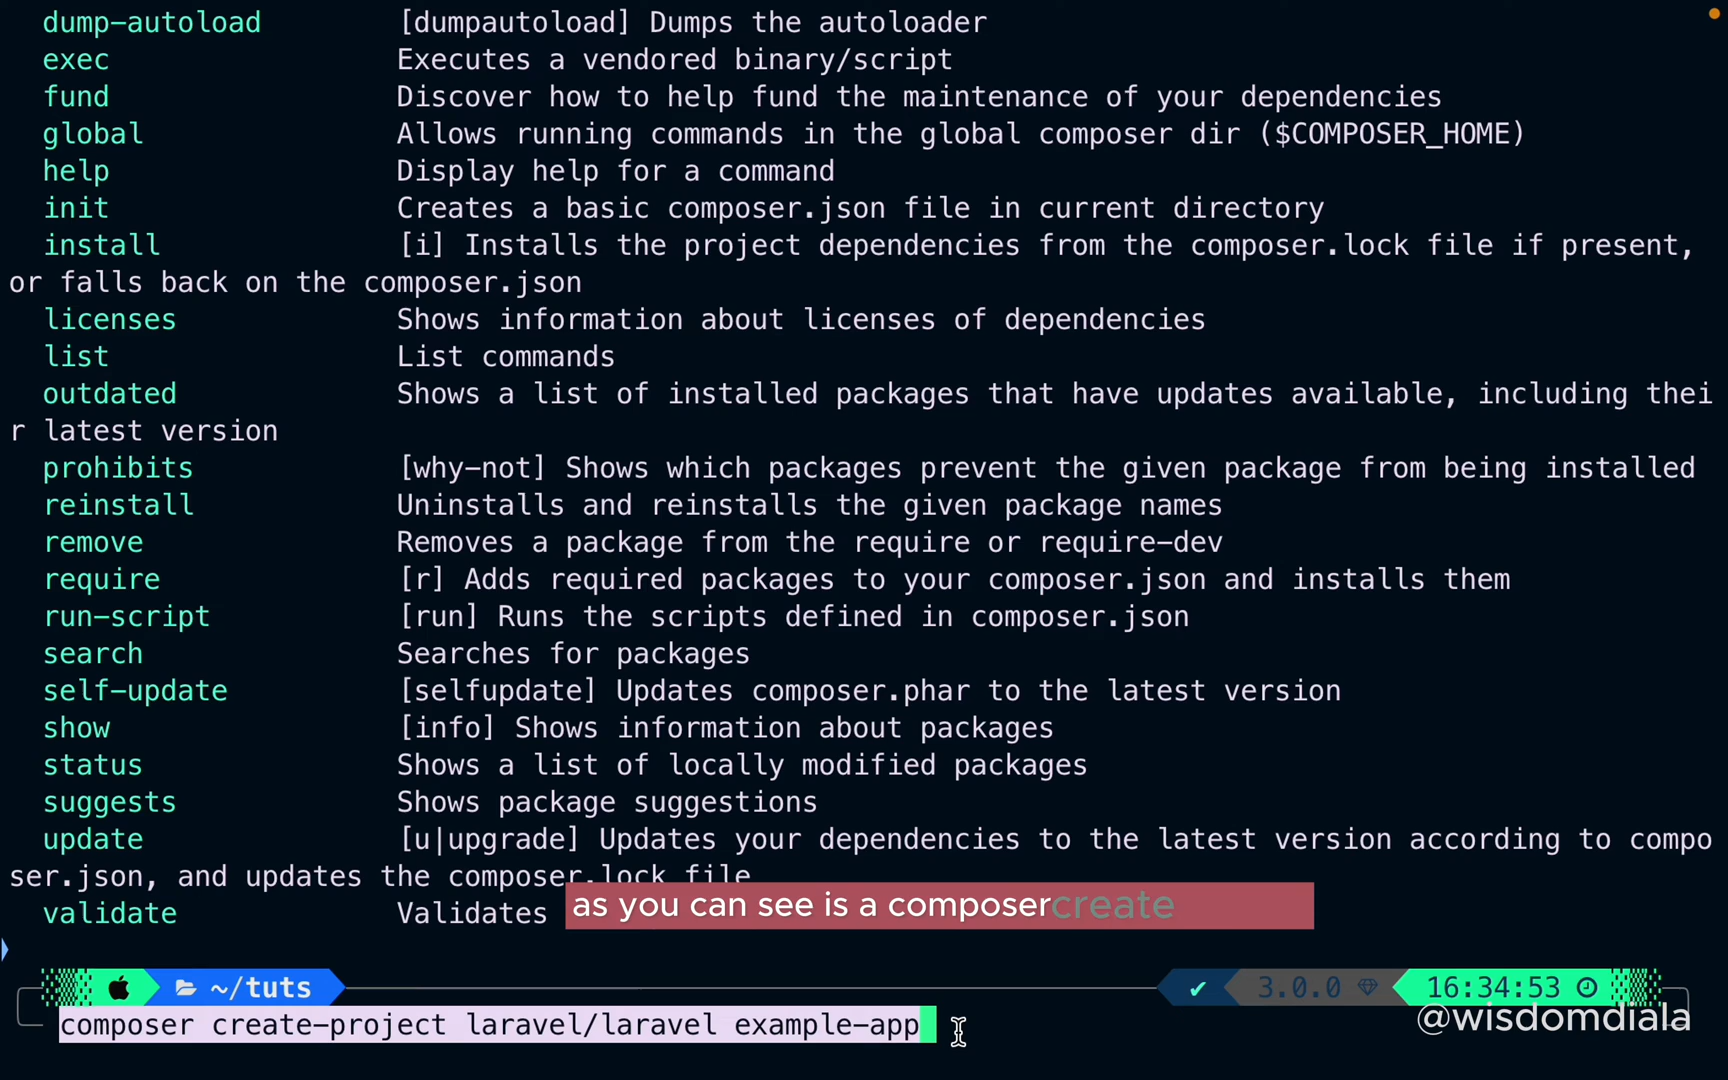 dump-autoload [dumpautoload] Dumps the autoloader
exec Executes a vendored binary/script
fund Discover how to help fund the maintenance of your dependencies
global Allows running commands in the global composer dir ($COMPOSER_HOME)
help Display help for a command
init Creates a basic composer.json file in current directory
install [i] Installs the project dependencies from the composer.lock file if present,
or falls back on the composer.json
licenses Shows information about licenses of dependencies
list List commands
outdated Shows a list of installed packages that have updates available, including thei
r latest version
prohibits [why-not] Shows which packages prevent the given package from being installed
reinstall Uninstalls and reinstalls the given package names
remove Removes a package from the require or require-dev
require [r] Adds required packages to your composer.json and installs them
run-script [run] Runs the scripts defined in composer.json
search Searches for packages
self-update [selfupdate] Updates composer.phar to the latest version
show [info] Shows information about packages
status Shows a list of locally modified packages
suggests Shows package suggestions
update [u|upgrade] Updates your dependencies to the latest version according to compo
ser.json, and updates the composer.lock file
validate Validates
as you can see is a composer create
~/tuts 3.0.0 16:34:53
composer create-project laravel/laravel example-app
@wisdomdiala